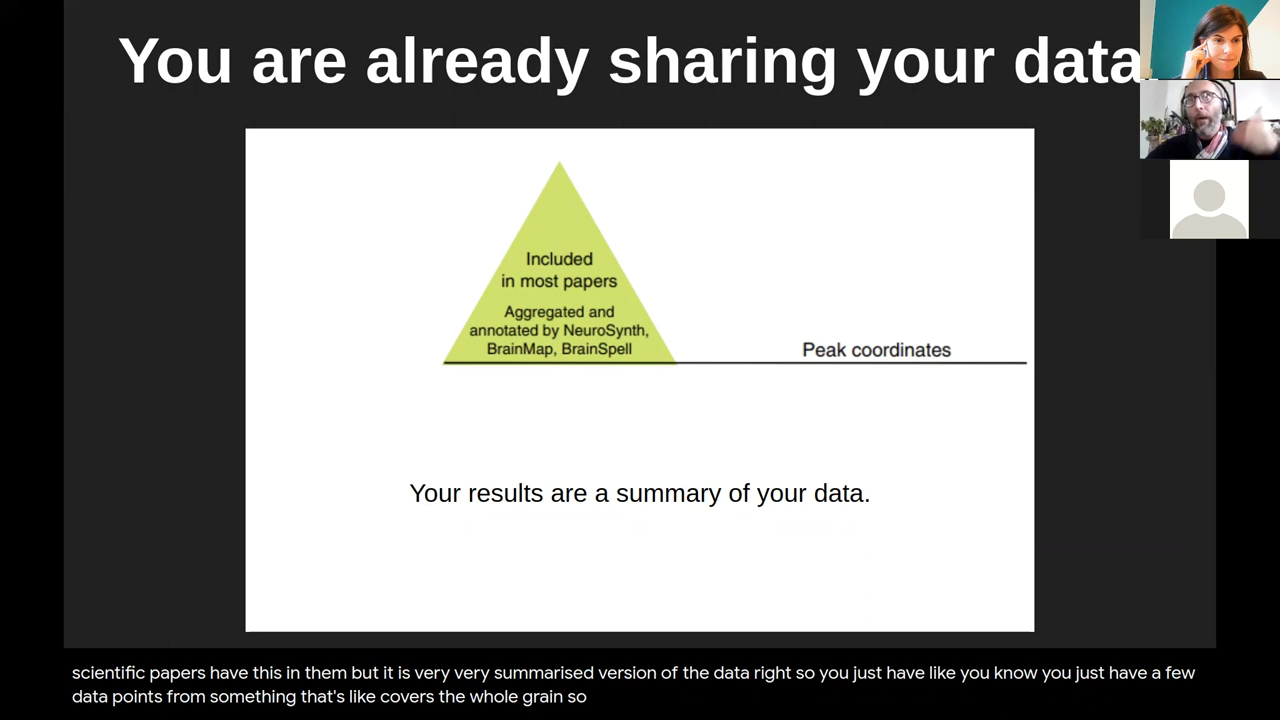 You are already sharing your data
Included
in most papers
Aggregated and
annotated by NeuroSynth,
BrainMap, BrainSpell
Peak coordinates
Your results are a summary of your data.
scientific papers have this in them but it is very very summarised version of the data right so you just have like you know you just have a few
data points from something that's like covers the whole grain so